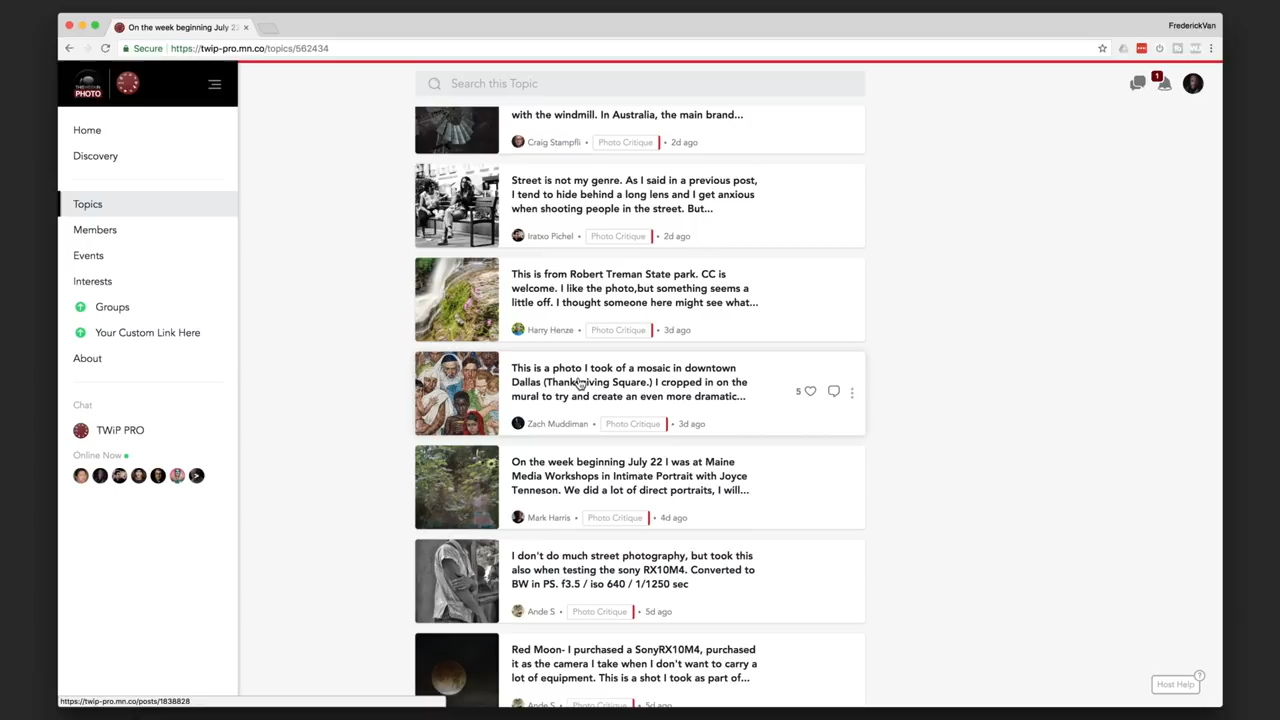 On the week beginning July 22
FrederickVan
Secure
https://twip-pro.mn.co/topics/562434
PHOTO
Search this Topic
1
Home
Discovery
Topics
Members
Events
Interests
Groups
Your Custom Link Here
About
Chat
TWiP PRO
Online Now
with the windmill. In Australia, the main brand...
Craig Stampfli • Photo Critique • 2d ago
Street is not my genre. As I said in a previous post,
I tend to hide behind a long lens and I get anxious
when shooting people in the street. But...
Iratxo Pichel • Photo Critique • 2d ago
This is from Robert Treman State park. CC is
welcome. I like the photo,but something seems a
little off. I thought someone here might see what...
Harry Henze • Photo Critique • 3d ago
This is a photo I took of a mosaic in downtown
Dallas (Thanksgiving Square.) I cropped in on the
mural to try and create an even more dramatic...
5
Zach Muddiman • Photo Critique • 3d ago
On the week beginning July 22 I was at Maine
Media Workshops in Intimate Portrait with Joyce
Tenneson. We did a lot of direct portraits, I will...
Mark Harris • Photo Critique • 4d ago
I don't do much street photography, but took this
also when testing the sony RX10M4. Converted to
BW in PS. f3.5 / iso 640 / 1/1250 sec
Ande S • Photo Critique • 5d ago
Red Moon- I purchased a SonyRX10M4, purchased
it as the camera I take when I don't want to carry a
lot of equipment. This is a shot I took as part of...
Ande S • Photo Critique • 5d ago
Host Help
?
https://twip-pro.mn.co/posts/1838828